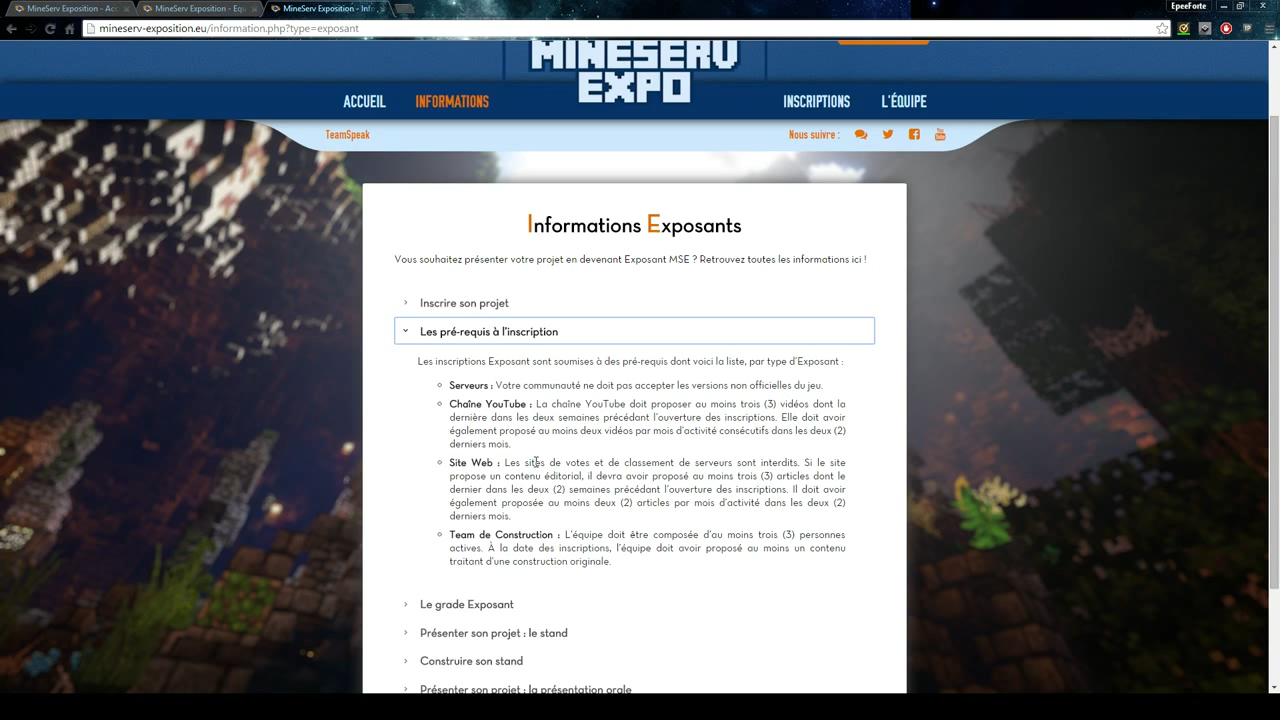 MineServ Exposition - Acc
MineServ Exposition - Equ
MineServ Exposition - Info
EpeeForte
mineserv-exposition.eu/information.php?type=exposant
MINESERV
EXPO
ACCUEIL INFORMATIONS INSCRIPTIONS L'ÉQUIPE
TeamSpeak Nous suivre :
Informations Exposants
Vous souhaitez présenter votre projet en devenant Exposant MSE ? Retrouvez toutes les informations ici !
Inscrire son projet
Les pré-requis à l'inscription
Les inscriptions Exposant sont soumises à des pré-requis dont voici la liste, par type d'Exposant :
Serveurs : Votre communauté ne doit pas accepter les versions non officielles du jeu.
Chaîne YouTube : La chaîne YouTube doit proposer au moins trois (3) vidéos dont la
dernière dans les deux semaines précédant l'ouverture des inscriptions. Elle doit avoir
également proposé au moins deux vidéos par mois d'activité consécutifs dans les deux (2)
derniers mois.
Site Web : Les sites de votes et de classement de serveurs sont interdits. Si le site
propose un contenu éditorial, il devra avoir proposé au moins trois (3) articles dont le
dernier dans les deux (2) semaines précédant l'ouverture des inscriptions. Il doit avoir
également proposée au moins deux (2) articles par mois d'activité dans les deux (2)
derniers mois.
Team de Construction : L'équipe doit être composée d'au moins trois (3) personnes
actives. À la date des inscriptions, l'équipe doit avoir proposé au moins un contenu
traitant d'une construction originale.
Le grade Exposant
Présenter son projet : le stand
Construire son stand
Présenter son projet : la présentation orale